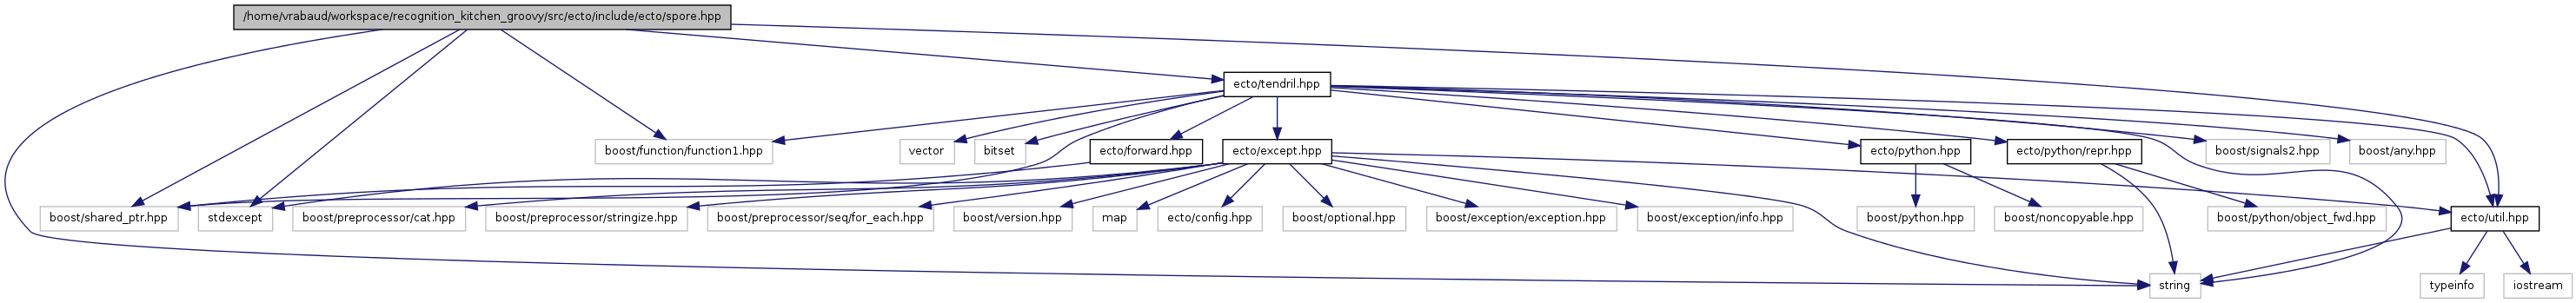 /home/vrabaud/workspace/recognition_kitchen_groovy/src/ecto/include/ecto/spore.hpp
ecto/tendril.hpp
boost/function/function1.hpp
vector
bitset
ecto/forward.hpp
ecto/except.hpp
ecto/python.hpp
ecto/python/repr.hpp
boost/signals2.hpp
boost/any.hpp
boost/shared_ptr.hpp
stdexcept
boost/preprocessor/cat.hpp
boost/preprocessor/stringize.hpp
boost/preprocessor/seq/for_each.hpp
boost/version.hpp
map
ecto/config.hpp
boost/optional.hpp
boost/exception/exception.hpp
boost/exception/info.hpp
boost/python.hpp
boost/noncopyable.hpp
boost/python/object_fwd.hpp
ecto/util.hpp
string
typeinfo
iostream